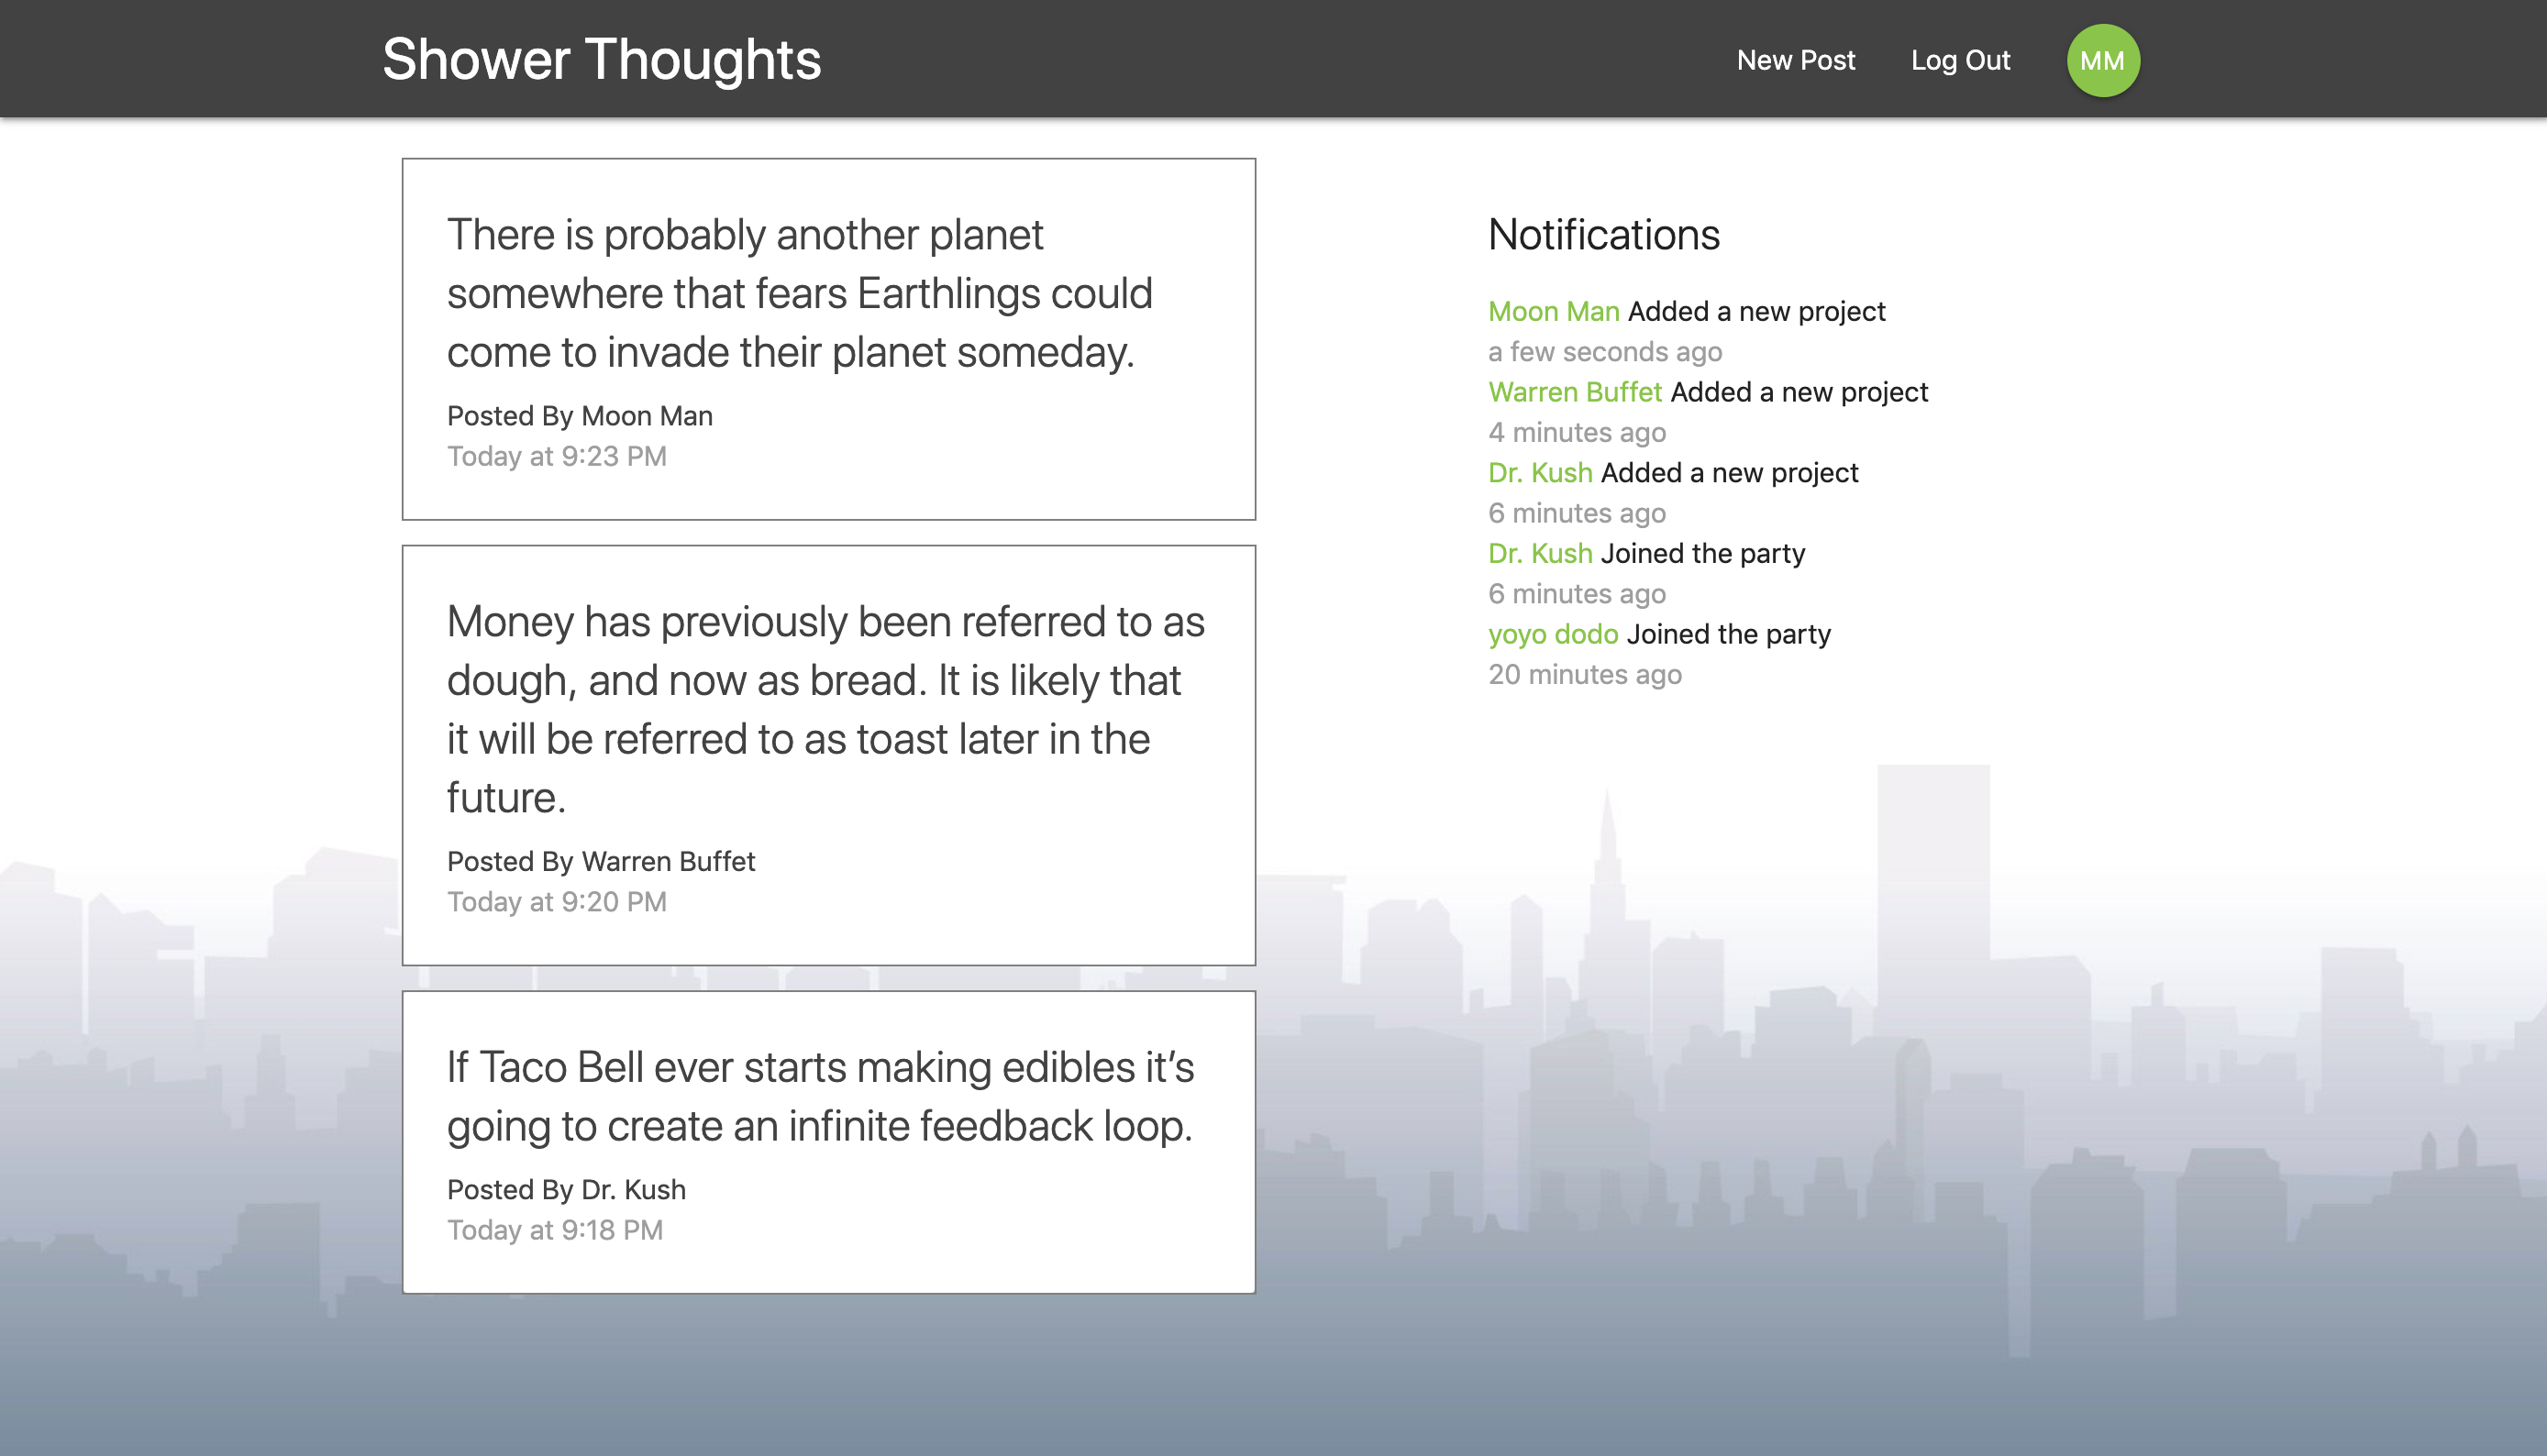 Shower Thoughts
New Post
Log Out
MM
There is probably another planet
somewhere that fears Earthlings could
come to invade their planet someday.
Posted By Moon Man
Today at 9:23 PM
Money has previously been referred to as
dough, and now as bread. It is likely that
it will be referred to as toast later in the
future.
Posted By Warren Buffet
Today at 9:20 PM
If Taco Bell ever starts making edibles it’s
going to create an infinite feedback loop.
Posted By Dr. Kush
Today at 9:18 PM
Notifications
Moon Man Added a new project
a few seconds ago
Warren Buffet Added a new project
4 minutes ago
Dr. Kush Added a new project
6 minutes ago
Dr. Kush Joined the party
6 minutes ago
yoyo dodo Joined the party
20 minutes ago